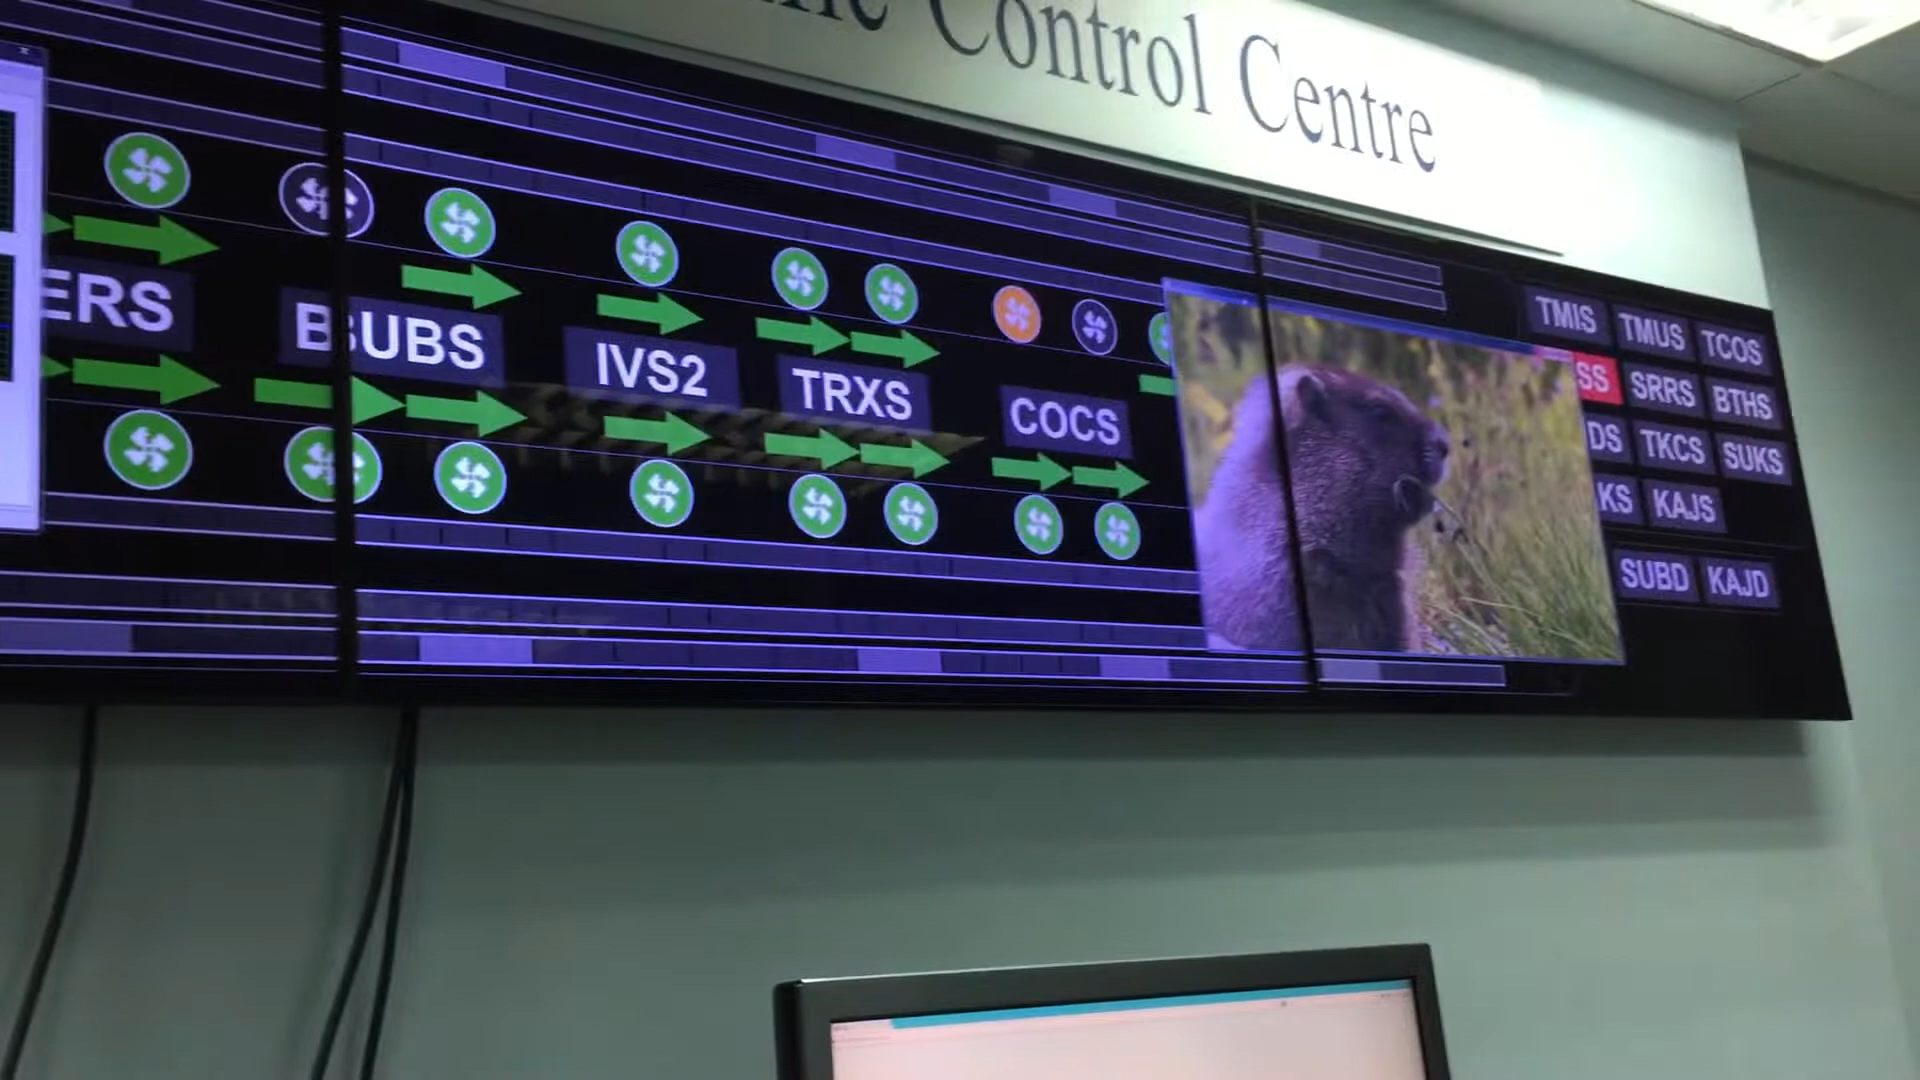 Control Centre
ERS
BUBS
IVS2
TRXS
COCS
TMIS TMUS TCOS
SS SRRS BTHS
DS TKCS SUKS
KS KAJS
SUBD KAJD